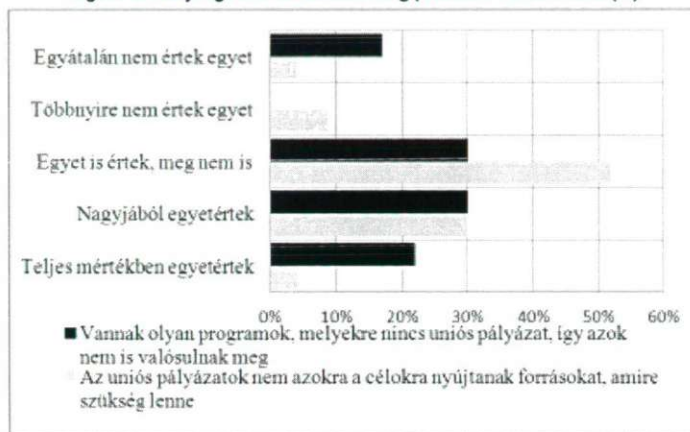 Egyátalán nem értek egyet
Többnyire nem értek egyet
Egyet is értek, meg nem is
Nagyjából egyetértek
Teljes mértékben egyetértek
0% 10% 20% 30% 40% 50% 60%
Vannak olyan programok, melyekre nincs uniós pályázat, így azok
nem is valósulnak meg
Az uniós pályázatok nem azokra a célokra nyújtanak forrásokat, amire
szükség lenne